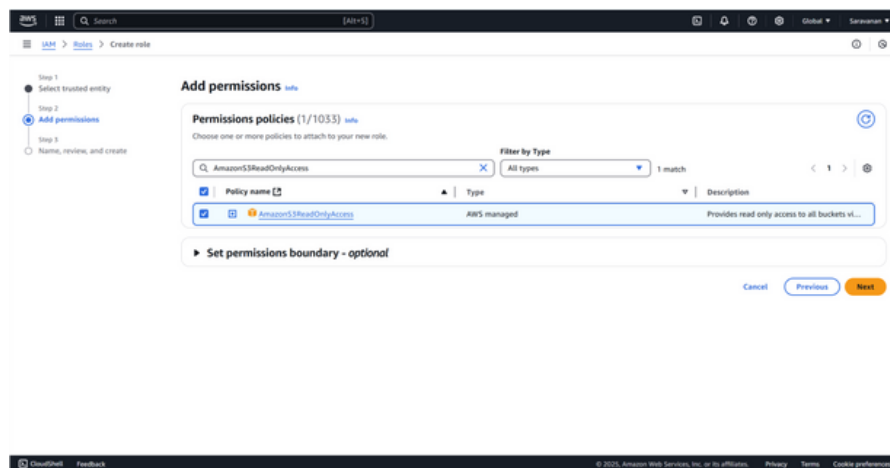 aws
Search [Alt+S] Global Saravanan
IAM > Roles > Create role
Step 1
Select trusted entity
Step 2
Add permissions
Step 3
Name, review, and create
Add permissions Info
Permissions policies (1/1033) Info
Choose one or more policies to attach to your new role.
Filter by Type
AmazonS3ReadOnlyAccess All types 1 match 1
Policy name Type Description
AmazonS3ReadOnlyAccess AWS managed Provides read only access to all buckets vi...
Set permissions boundary - optional
Cancel Previous Next
CloudShell Feedback © 2025, Amazon Web Services, Inc. or its affiliates. Privacy Terms Cookie preference